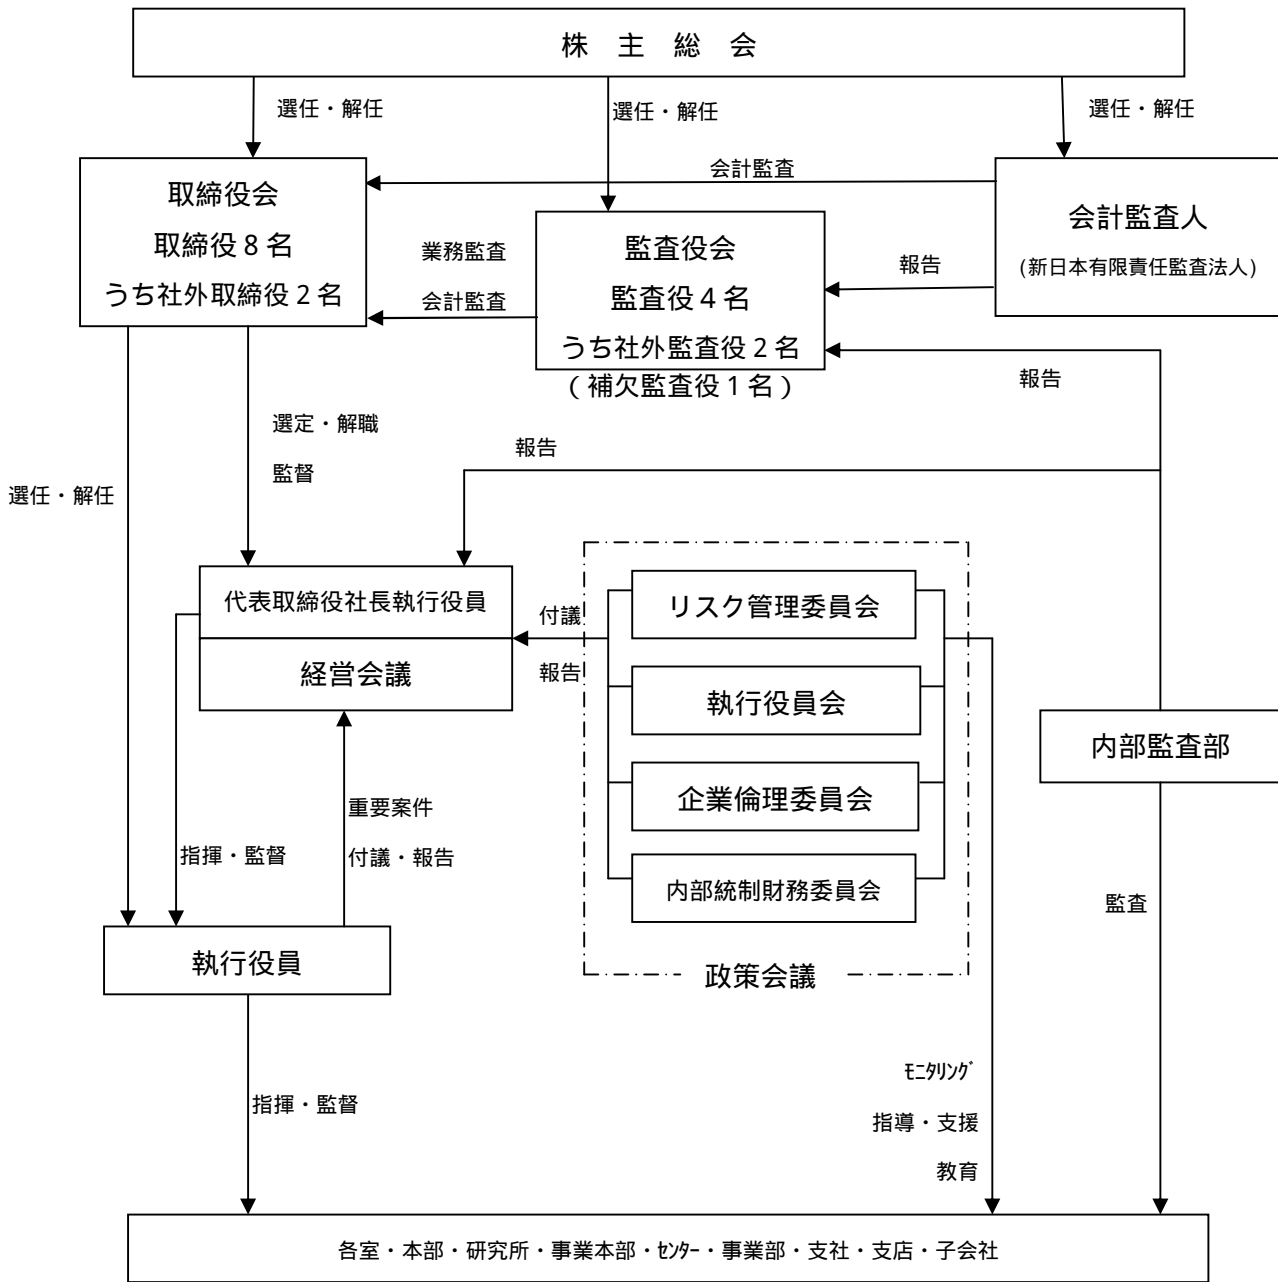 株　主　総　会
選任・解任
選任・解任
選任・解任
会計監査
取締役会
取締役８名
うち社外取締役２名
業務監査
会計監査
監査役会
監査役４名
うち社外監査役２名
（補欠監査役１名）
報告
会計監査人
(新日本有限責任監査法人)
報告
選定・解職
監督
報告
選任・解任
代表取締役社長執行役員
経営会議
付議
報告
リスク管理委員会
執行役員会
企業倫理委員会
内部統制財務委員会
政策会議
内部監査部
重要案件
付議・報告
指揮・監督
監査
執行役員
指揮・監督
ﾓﾆﾀﾘﾝｸﾞ
指導・支援
教育
各室・本部・研究所・事業本部・ｾﾝﾀｰ・事業部・支社・支店・子会社